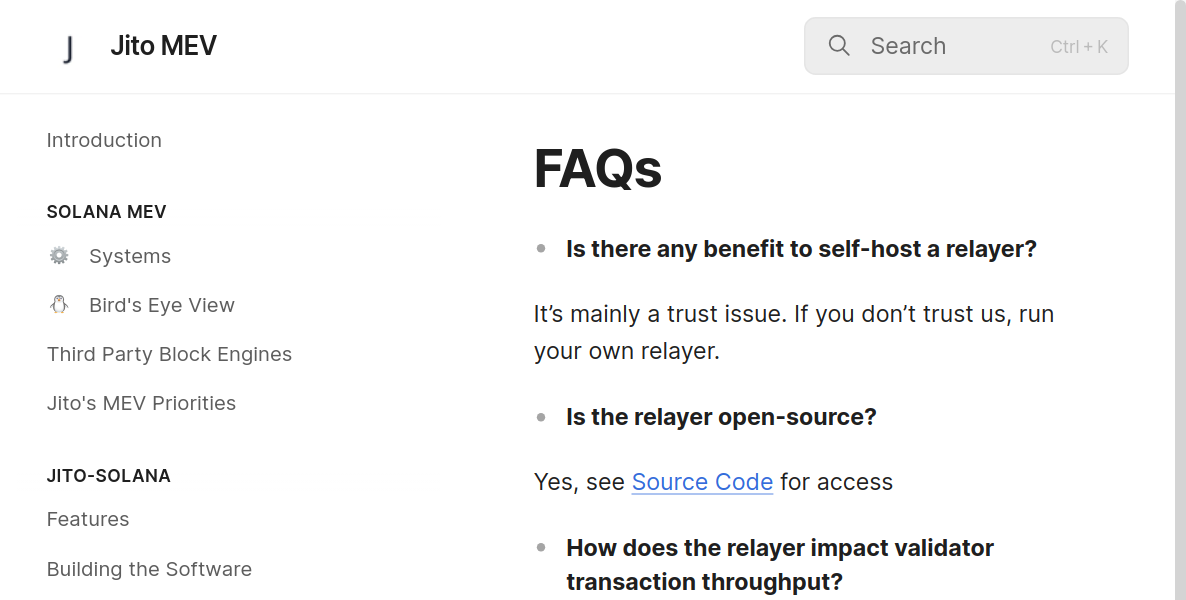 Jito MEV
Search
Ctrl + K
Introduction
SOLANA MEV
Systems
Bird's Eye View
Third Party Block Engines
Jito's MEV Priorities
JITO-SOLANA
Features
Building the Software
FAQs
Is there any benefit to self-host a relayer?
It’s mainly a trust issue. If you don’t trust us, run
your own relayer.
Is the relayer open-source?
Yes, see Source Code for access
How does the relayer impact validator
transaction throughput?